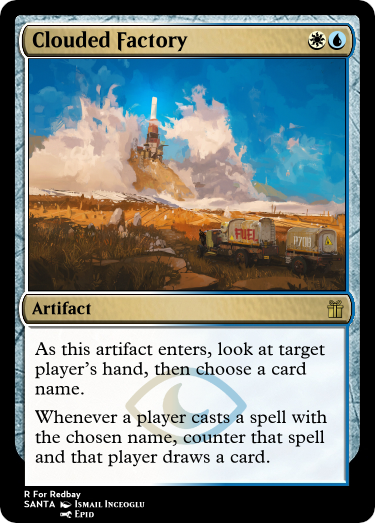 Clouded Factory
FUEL
P70B
Artifact
As this artifact enters, look at target
player's hand, then choose a card
name.
Whenever a player casts a spell with
the chosen name, counter that spell
and that player draws a card.
R For Redbay
SANTA Ismail Inceoglu
Epid